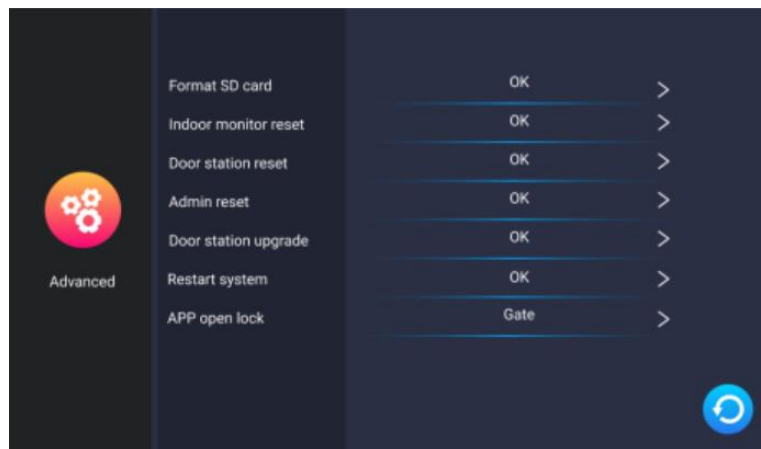 Format SD card OK
Indoor monitor reset OK
Door station reset OK
Admin reset OK
Door station upgrade OK
Advanced
Restart system OK
APP open lock Gate